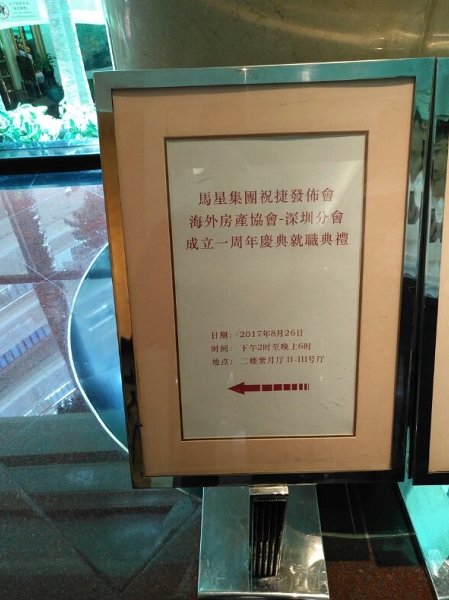 馬星集團祝捷發佈會
海外房產協會-深圳分會
成立一周年慶典就職典禮
日期: 2017年8月26日
时间: 下午2时至晚上6时
地点: 二楼紫月厅 II-III号厅